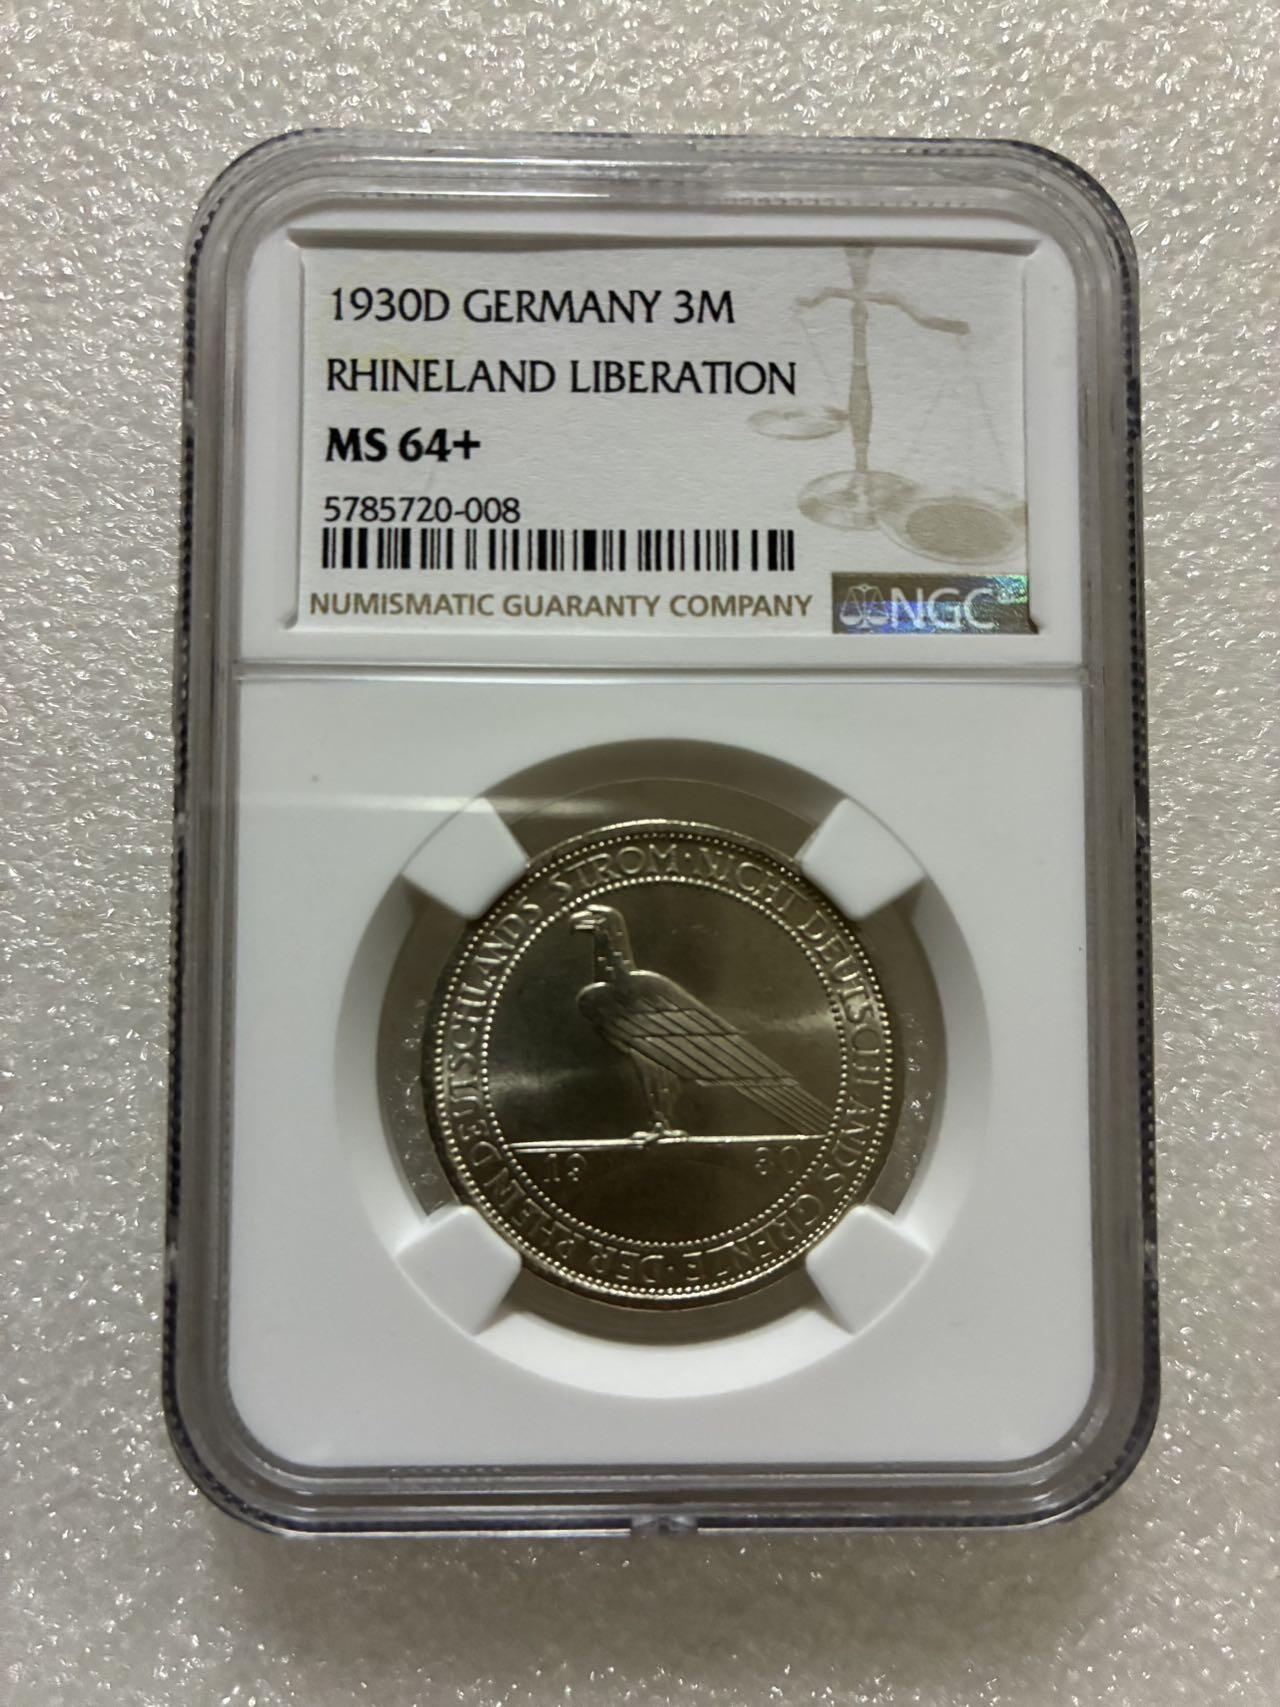 1930D GERMANY 3M
RHINELAND LIBERATION
MS 64+
5785720-008
NUMISMATIC GUARANTY COMPANY
NGC
DER RHEIN DEUTSCHLANDS STROM · NICHT DEUTSCHLANDS GRENZE ·
19 30